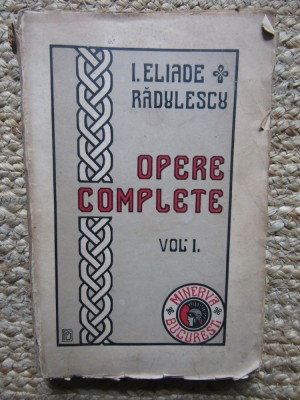 I. ELIADE
RĂDULESCU
OPERE
COMPLETE
VOL I.
MINERVA
BUCUREȘTI